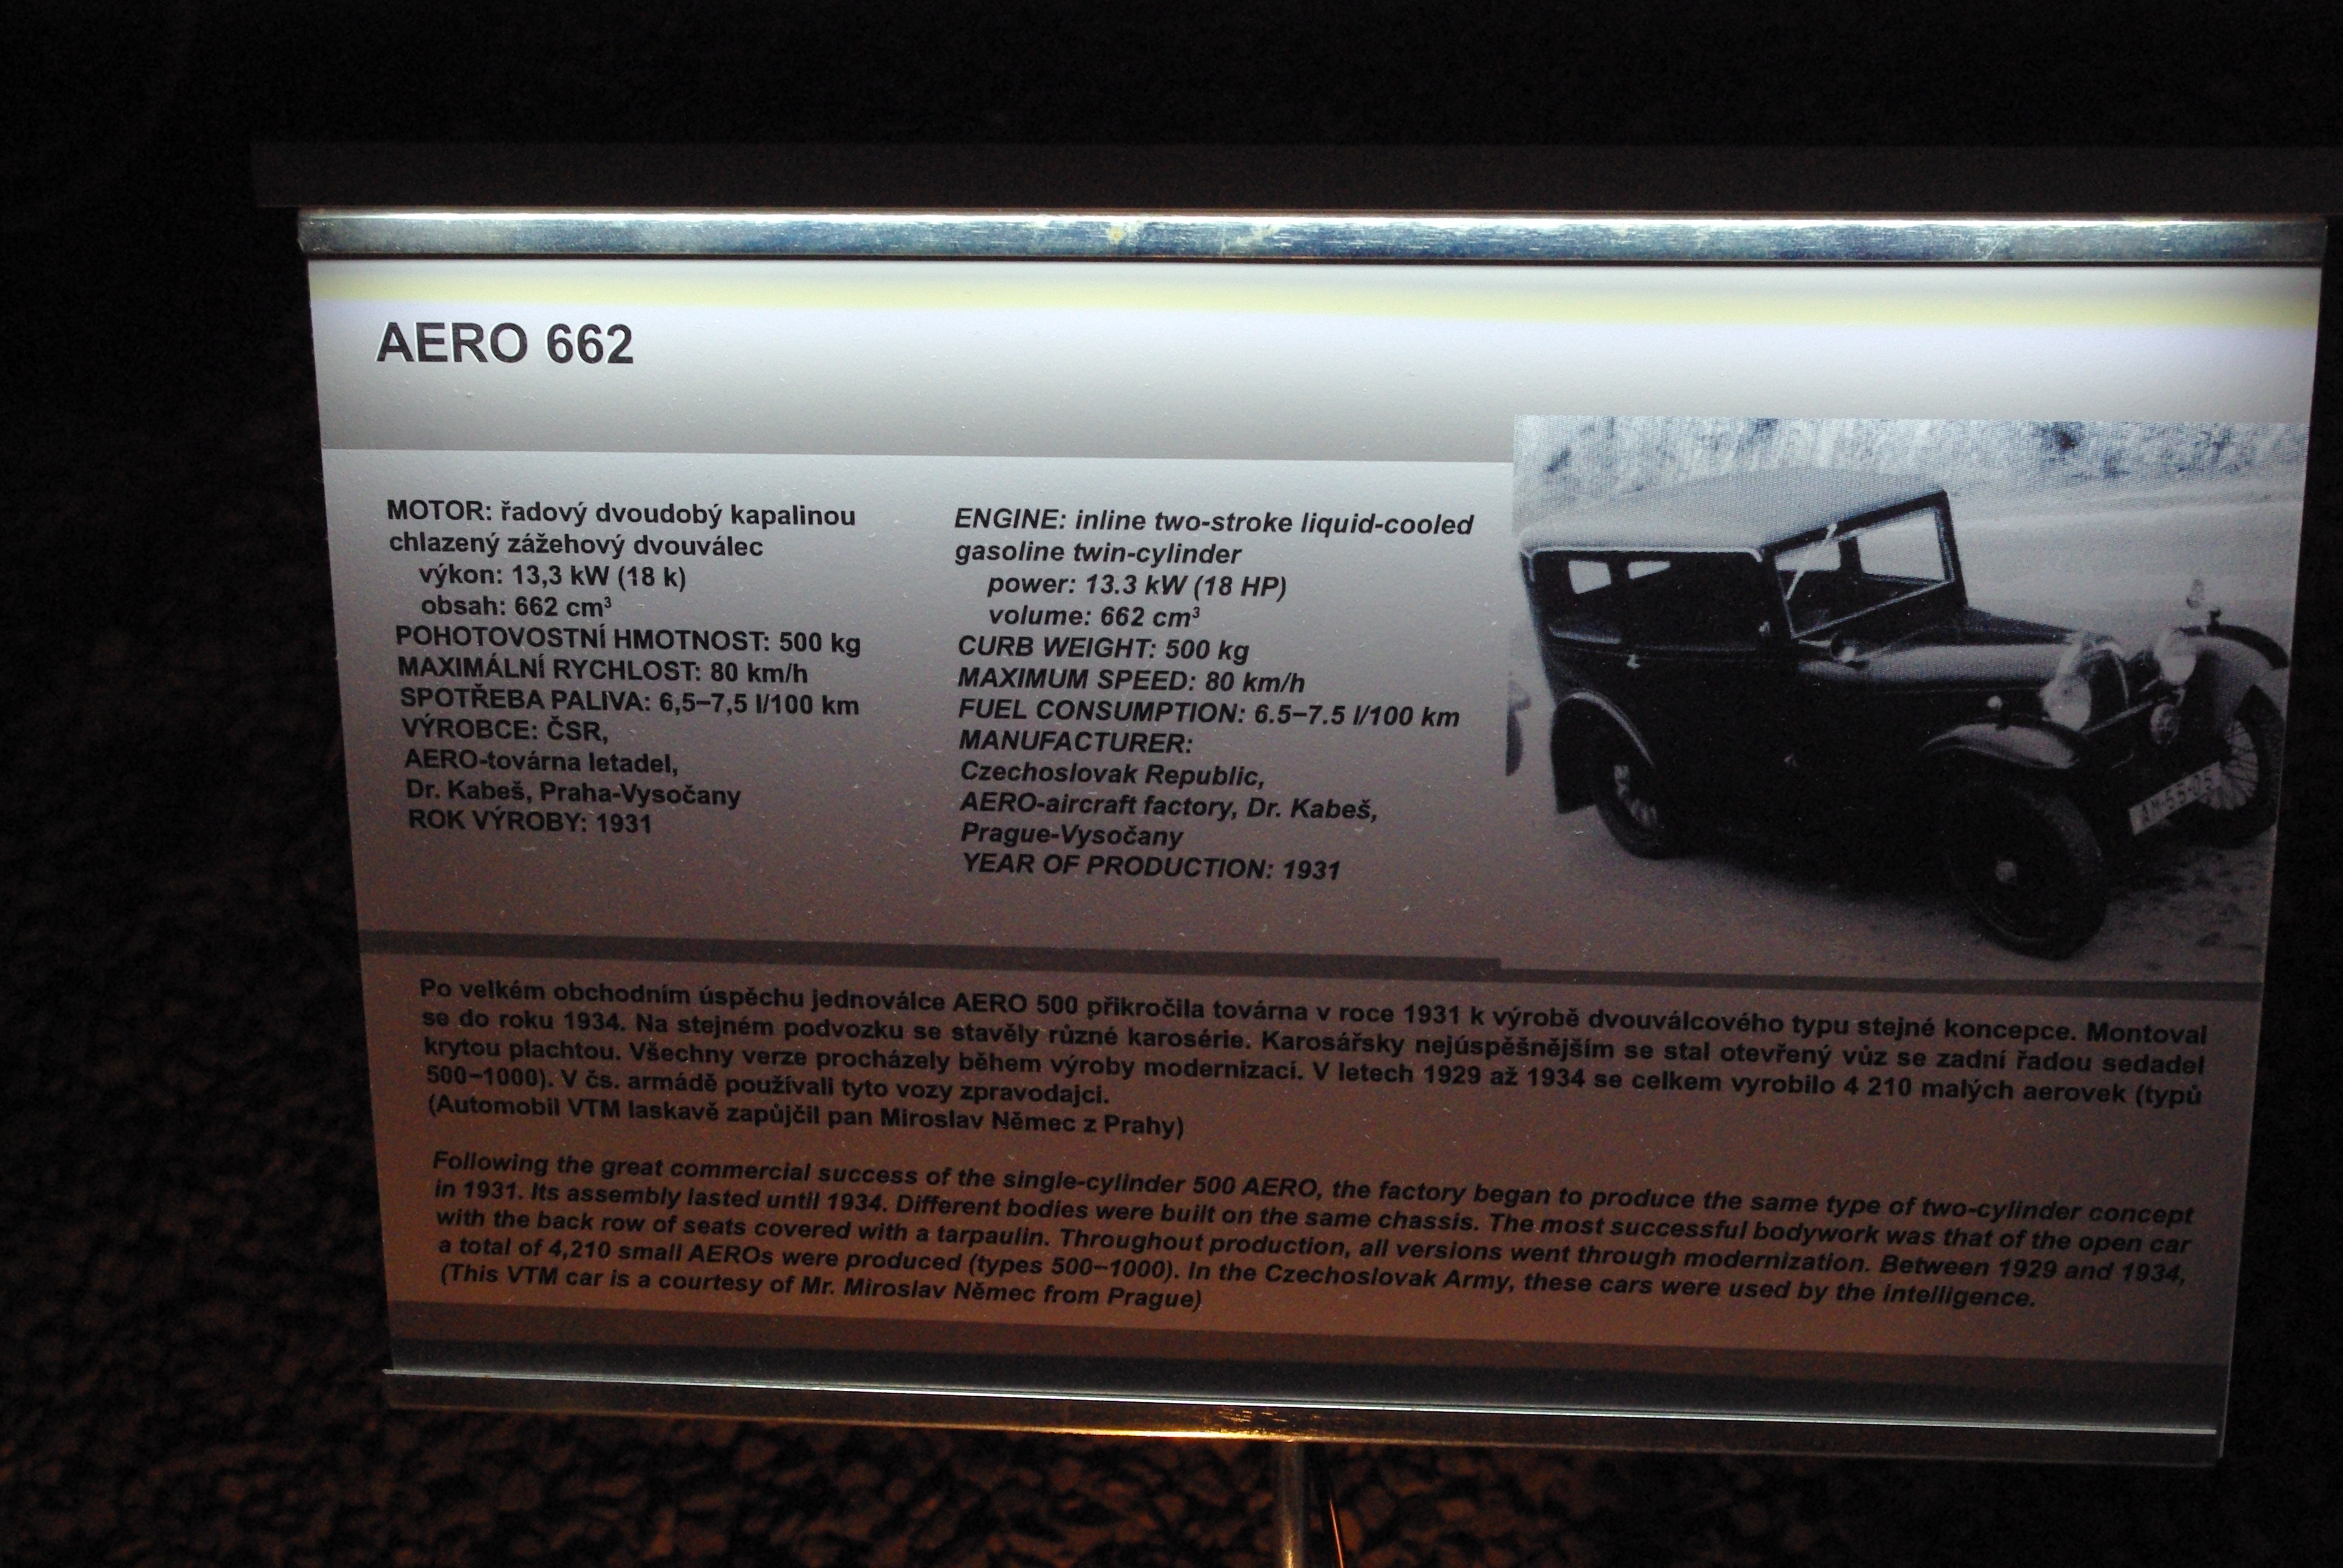 AERO 662
MOTOR: řadový dvoudobý kapalinou
chlazený zážehový dvouválec
výkon: 13,3 kW (18 k)
obsah: 662 cm³
POHOTOVOSTNÍ HMOTNOST: 500 kg
MAXIMÁLNÍ RYCHLOST: 80 km/h
SPOTŘEBA PALIVA: 6,5–7,5 l/100 km
VÝROBCE: ČSR,
AERO-továrna letadel,
Dr. Kabeš, Praha-Vysočany
ROK VÝROBY: 1931
ENGINE: inline two-stroke liquid-cooled
gasoline twin-cylinder
power: 13.3 kW (18 HP)
volume: 662 cm³
CURB WEIGHT: 500 kg
MAXIMUM SPEED: 80 km/h
FUEL CONSUMPTION: 6.5–7.5 l/100 km
MANUFACTURER:
Czechoslovak Republic,
AERO-aircraft factory, Dr. Kabeš,
Prague-Vysočany
YEAR OF PRODUCTION: 1931
Po velkém obchodním úspěchu jednoválce AERO 500 přikročila továrna v roce 1931 k výrobě dvouválcového typu stejné koncepce. Montoval
se do roku 1934. Na stejném podvozku se stavěly různé karosérie. Karosářsky nejúspěšnějším se stal otevřený vůz se zadní řadou sedadel
krytou plachtou. Všechny verze procházely během výroby modernizací. V letech 1929 až 1934 se celkem vyrobilo 4 210 malých aerovek (typů
500–1000). V čs. armádě používali tyto vozy zpravodajci.
(Automobil VTM laskavě zapůjčil pan Miroslav Němec z Prahy)
Following the great commercial success of the single-cylinder 500 AERO, the factory began to produce the same type of two-cylinder concept
in 1931. Its assembly lasted until 1934. Different bodies were built on the same chassis. The most successful bodywork was that of the open car
with the back row of seats covered with a tarpaulin. Throughout production, all versions went through modernization. Between 1929 and 1934,
a total of 4,210 small AEROs were produced (types 500–1000). In the Czechoslovak Army, these cars were used by the intelligence.
(This VTM car is a courtesy of Mr. Miroslav Němec from Prague)